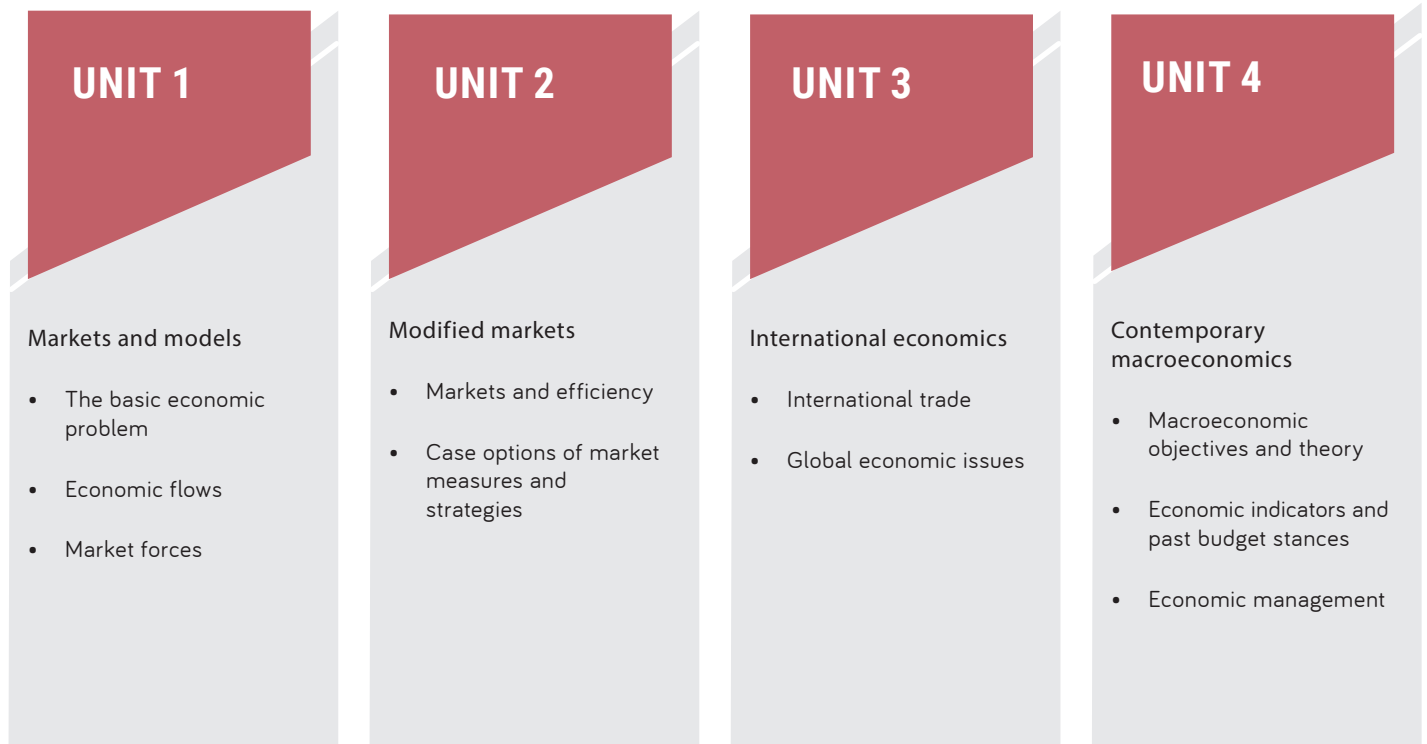 UNIT 1
Markets and models
• The basic economic
problem
• Economic flows
• Market forces
UNIT 2
Modified markets
• Markets and efficiency
• Case options of market
measures and
strategies
UNIT 3
International economics
• International trade
• Global economic issues
UNIT 4
Contemporary
macroeconomics
• Macroeconomic
objectives and theory
• Economic indicators and
past budget stances
• Economic management